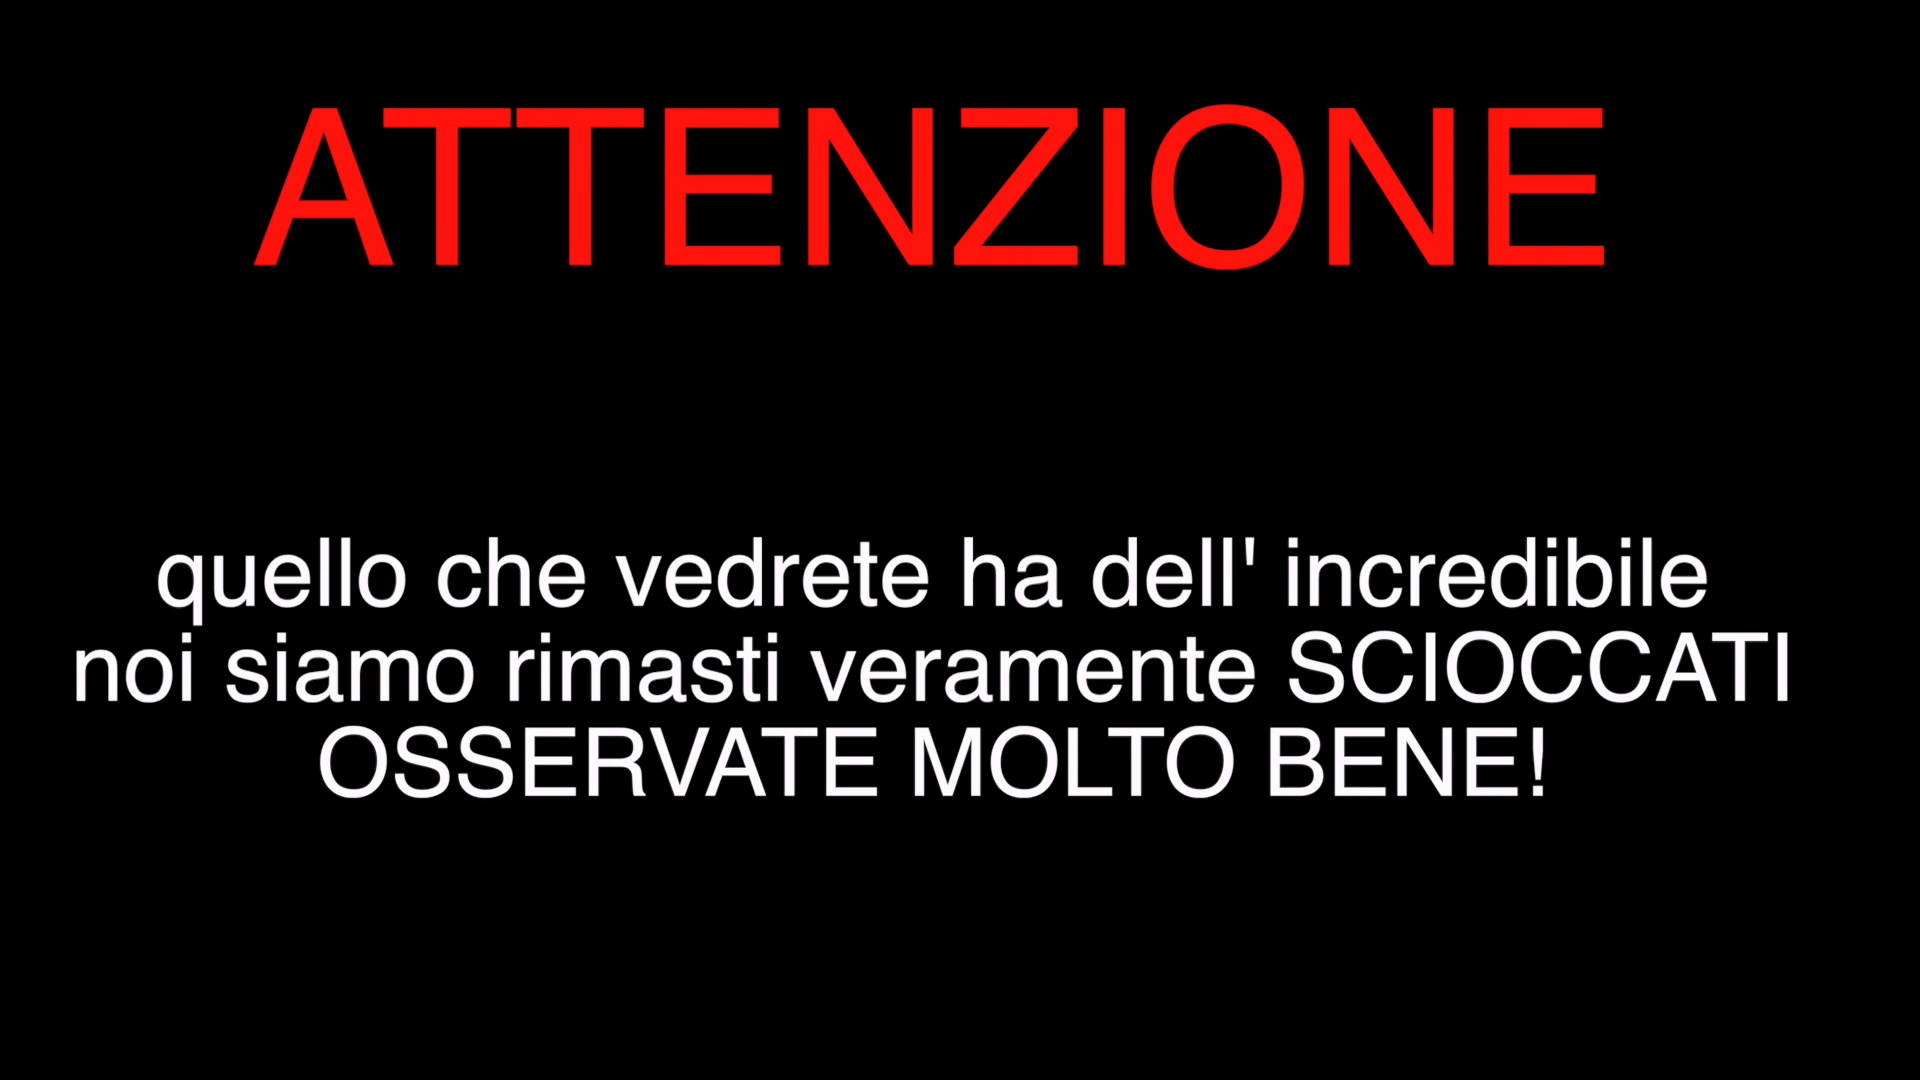 ATTENZIONE
quello che vedrete ha dell' incredibile
noi siamo rimasti veramente SCIOCCATI
OSSERVATE MOLTO BENE!